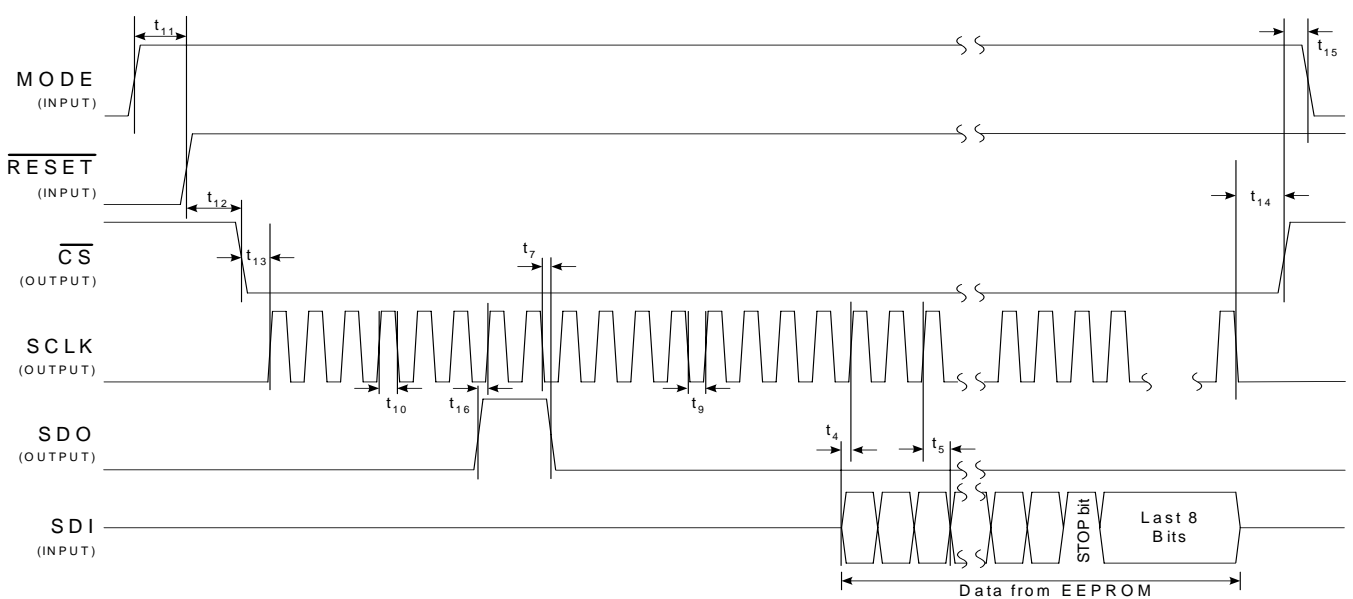 t11
t15
MODE
(INPUT)
RESET
(INPUT)
t12
t14
CS
(OUTPUT)
t13
t7
SCLK
(OUTPUT)
t10
t16
t9
SDO
(OUTPUT)
t4
t5
SDI
(INPUT)
STOP bit
Last 8
Bits
Data from EEPROM